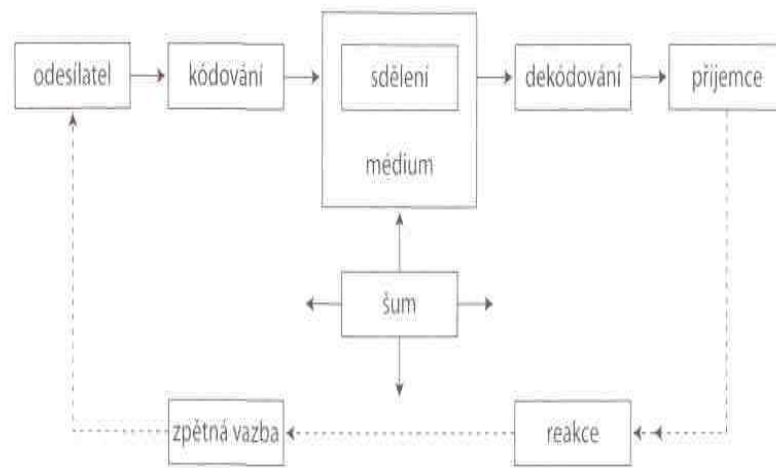 odesílatel
kódování
sdělení
médium
dekódování
příjemce
šum
zpětná vazba
reakce